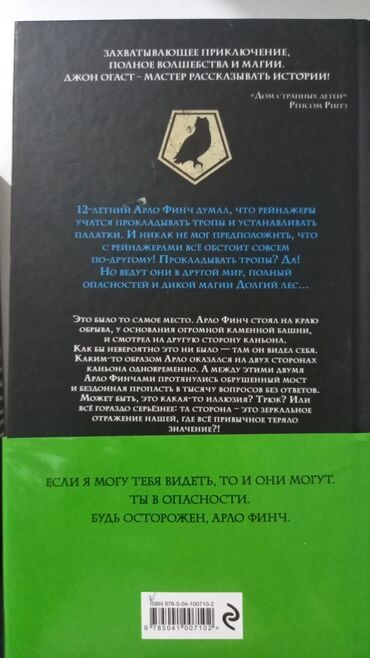 ЗАХВАТЫВАЮЩЕЕ ПРИКЛЮЧЕНИЕ,
ПОЛНОЕ ВОЛШЕБСТВА И МАГИИ.
ДЖОН ОГАСТ – МАСТЕР РАССКАЗЫВАТЬ ИСТОРИИ!
«Дом странных детей»
Ренсом Риггз
12-летний Арло Финч думал, что рейнджеры
учатся прокладывать тропы и устанавливать
палатки. И никак не мог предположить, что
с рейнджерами всё обстоит совсем
по-другому! Прокладывать тропы? Да!
Но ведут они в другой мир, полный
опасностей и дикой магии Долгий лес...
Это было то самое место. Арло Финч стоял на краю
обрыва, у основания огромной каменной башни,
и смотрел на другую сторону каньона.
Как бы невероятно это ни было — там он видел себя.
Каким-то образом Арло оказался на двух сторонах
каньона одновременно. А между этими двумя
Арло Финчами протянулись обрушенный мост
и бездонная пропасть в тысячу вопросов без ответов.
Может быть, это какая-то иллюзия? Трюк? Или
всё гораздо серьёзнее: та сторона – это зеркальное
отражение нашей, где всё привычное теряло
значение?!
ЕСЛИ Я МОГУ ТЕБЯ ВИДЕТЬ, ТО И ОНИ МОГУТ.
ТЫ В ОПАСНОСТИ.
БУДЬ ОСТОРОЖЕН, АРЛО ФИНЧ.
ISBN 978-5-04-100710-2
9 785041 007102 >